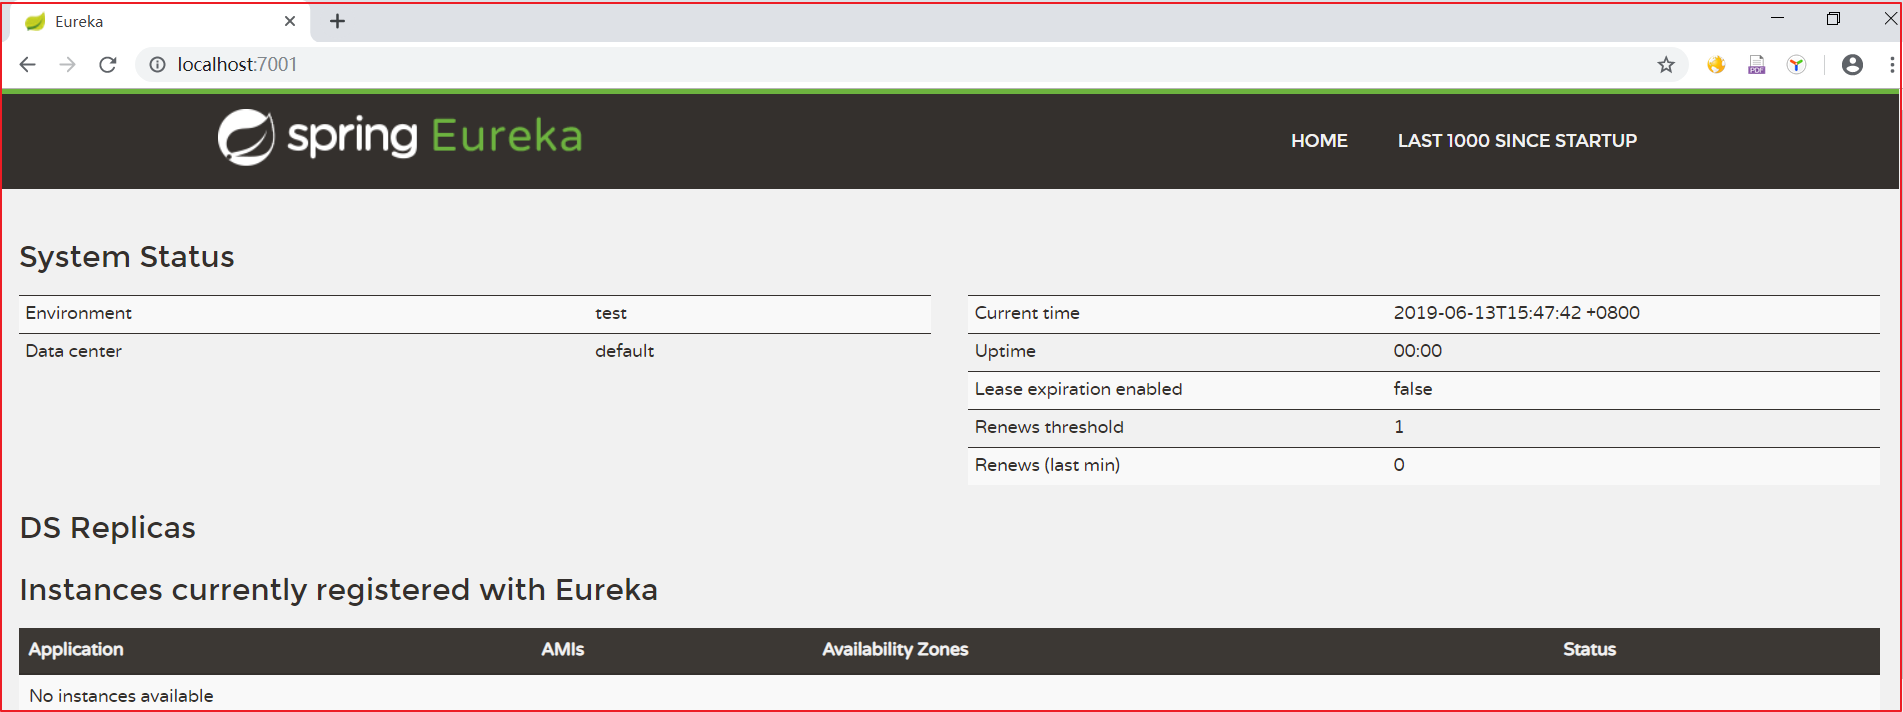 Eureka
localhost:7001
PDF
spring Eureka
HOME LAST 1000 SINCE STARTUP
System Status
Environment test
Data center default
Current time 2019-06-13T15:47:42 +0800
Uptime 00:00
Lease expiration enabled false
Renews threshold 1
Renews (last min) 0
DS Replicas
Instances currently registered with Eureka
Application AMIs Availability Zones Status
No instances available